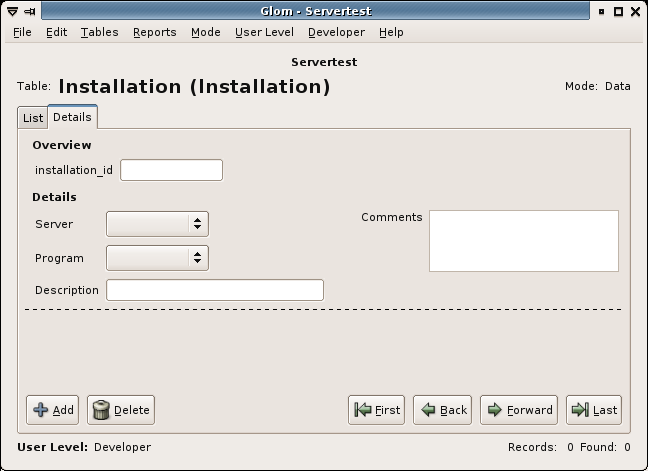 Glom - Servertest
File Edit Tables Reports Mode User Level Developer Help
Servertest
Table: Installation (Installation) Mode: Data
List Details
Overview
installation_id
Details
Server Comments
Program
Description
Add Delete First Back Forward Last
User Level: Developer Records: 0 Found: 0